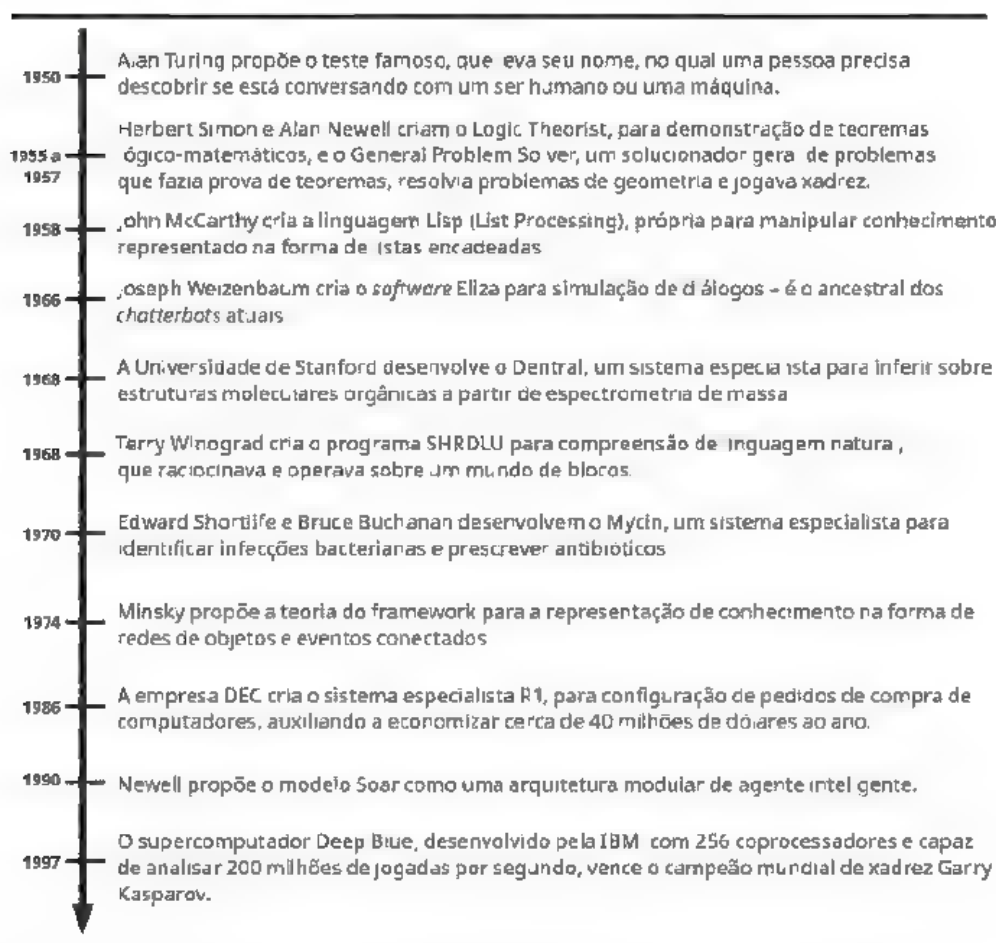 1950
Alan Turing propõe o teste famoso, que leva seu nome, no qual uma pessoa precisa
descobrir se está conversando com um ser humano ou uma máquina.
1955 a
1957
Herbert Simon e Alan Newell criam o Logic Theorist, para demonstração de teoremas
lógico-matemáticos, e o General Problem Solver, um solucionador geral de problemas
que fazia prova de teoremas, resolvia problemas de geometria e jogava xadrez.
1958
John McCarthy cria a linguagem Lisp (List Processing), própria para manipular conhecimento
representado na forma de listas encadeadas
1966
Joseph Weizenbaum cria o software Eliza para simulação de diálogos – é o ancestral dos
chatterbots atuais
1968
A Universidade de Stanford desenvolve o Dentral, um sistema especialista para inferir sobre
estruturas moleculares orgânicas a partir de espectrometria de massa
1968
Terry Winograd cria o programa SHRDLU para compreensão de linguagem natural,
que raciocinava e operava sobre um mundo de blocos.
1970
Edward Shortlife e Bruce Buchanan desenvolvem o Mycin, um sistema especialista para
identificar infecções bacterianas e prescrever antibióticos
1974
Minsky propõe a teoria do framework para a representação de conhecimento na forma de
redes de objetos e eventos conectados
1986
A empresa DEC cria o sistema especialista R1, para configuração de pedidos de compra de
computadores, auxiliando a economizar cerca de 40 milhões de dólares ao ano.
1990
Newell propõe o modelo Soar como uma arquitetura modular de agente inteligente.
1997
O supercomputador Deep Blue, desenvolvido pela IBM com 256 coprocessadores e capaz
de analisar 200 milhões de jogadas por segundo, vence o campeão mundial de xadrez Garry
Kasparov.